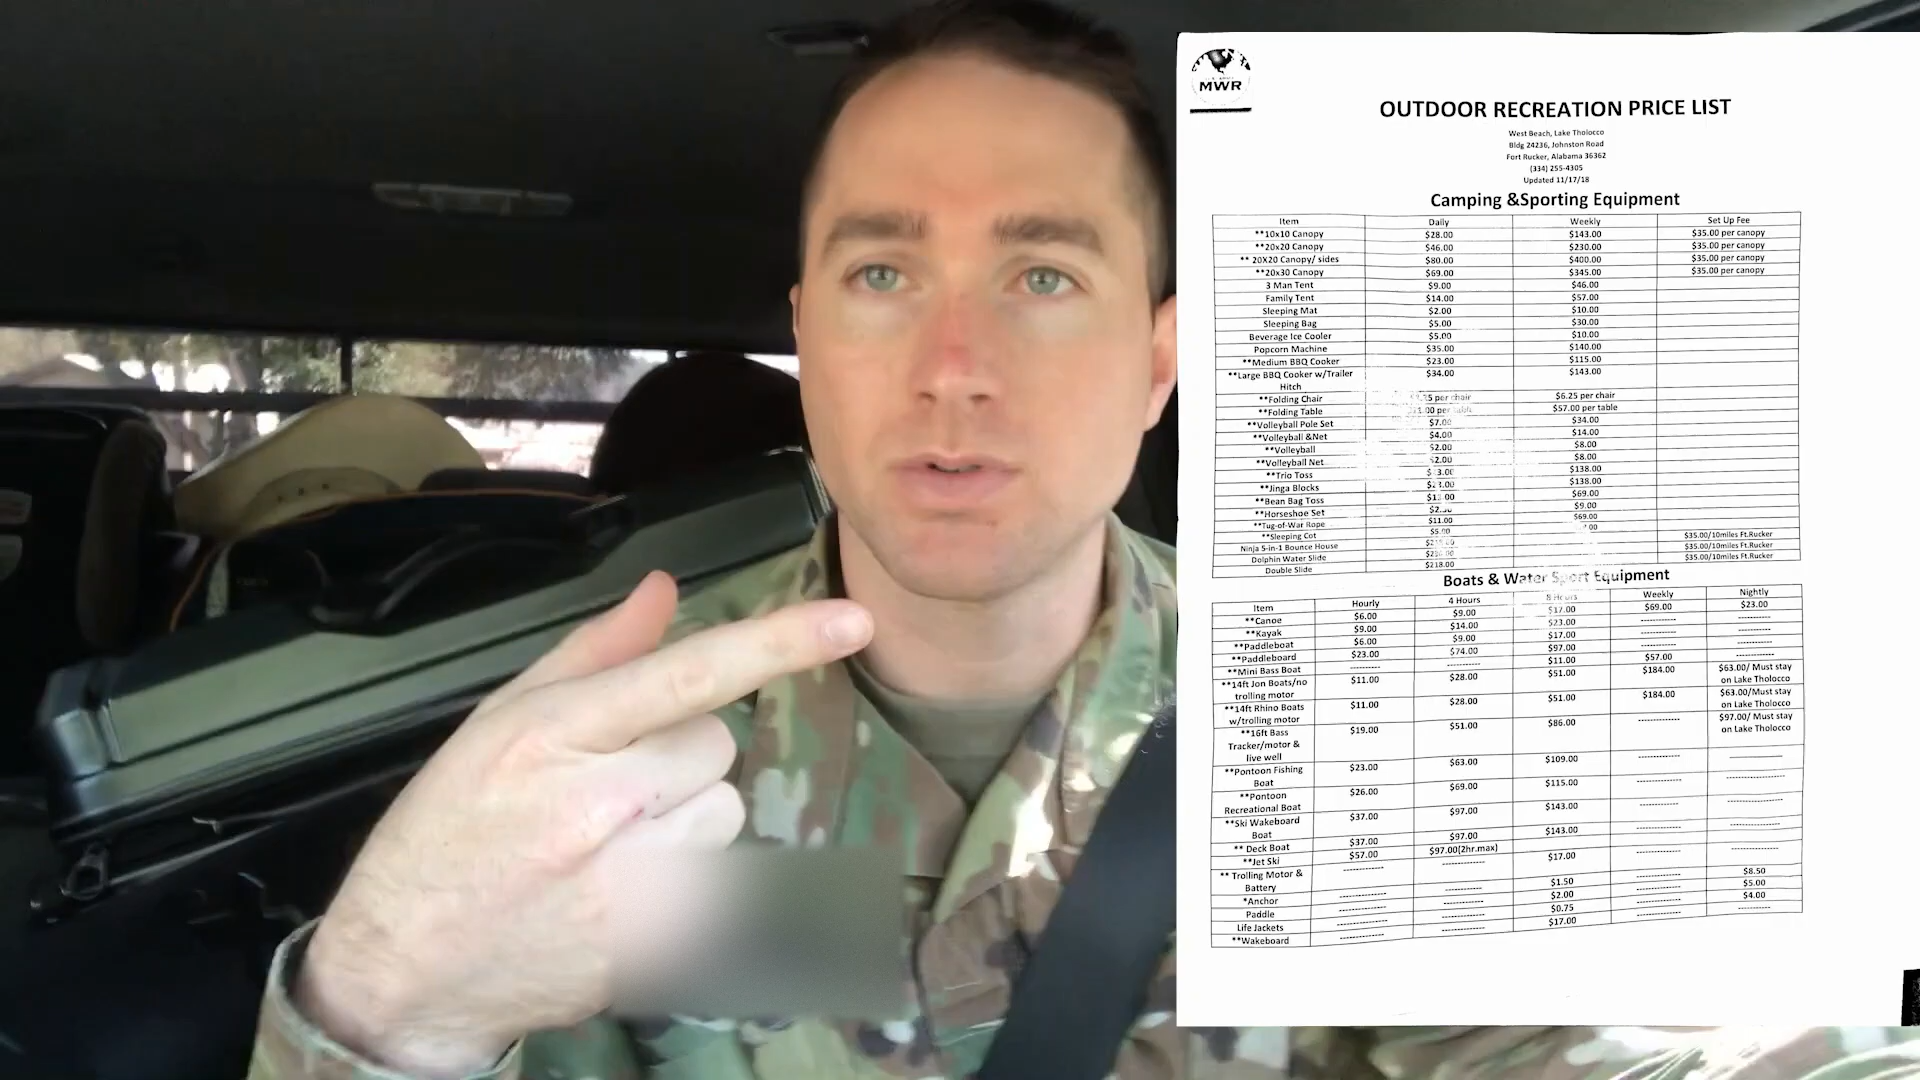 MWR
OUTDOOR RECREATION PRICE LIST
West Beach, Lake Tholocco
Bldg 24236, Johnston Road
Fort Rucker, Alabama 36362
(334) 255-4305
Updated 11/17/18
Camping &Sporting Equipment
Item Daily Weekly Set Up Fee
**10x10 Canopy $28.00 $143.00 $35.00 per canopy
**20x20 Canopy $46.00 $230.00 $35.00 per canopy
** 20X20 Canopy/ sides $80.00 $400.00 $35.00 per canopy
**20x30 Canopy $69.00 $345.00 $35.00 per canopy
3 Man Tent $9.00 $46.00
Family Tent $14.00 $57.00
Sleeping Mat $2.00 $10.00
Sleeping Bag $5.00 $30.00
Beverage Ice Cooler $5.00 $10.00
Popcorn Machine $35.00 $140.00
**Medium BBQ Cooker $23.00 $115.00
**Large BBQ Cooker w/Trailer $34.00 $143.00
Hitch
**Folding Chair per chair $6.25 per chair
**Folding Table per table $57.00 per table
**Volleyball Pole Set $7.00 $34.00
**Volleyball &Net $4.00 $14.00
**Volleyball $2.00 $8.00
**Volleyball Net $2.00 $8.00
**Trio Toss $138.00
**Jinga Blocks $138.00
**Bean Bag Toss $69.00
**Horseshoe Set $9.00
**Tug-of-War Rope $11.00 $69.00
**Sleeping Cot $5.00
Ninja 5-in-1 Bounce House $35.00/10miles Ft.Rucker
Dolphin Water Slide $35.00/10miles Ft.Rucker
Double Slide $218.00 $35.00/10miles Ft.Rucker
Boats & Water Sport Equipment
Item Hourly 4 Hours 8 Hours Weekly Nightly
**Canoe $6.00 $9.00 $17.00 $69.00 $23.00
**Kayak $9.00 $14.00 $23.00 ---------- ----------
**Paddleboat $6.00 $9.00 $17.00 ---------- ----------
**Paddleboard $23.00 $74.00 $97.00 ---------- ----------
**Mini Bass Boat ---------- ---------- $11.00 $57.00 ----------
**14ft Jon Boats/no $11.00 $28.00 $51.00 $184.00 $63.00/ Must stay
trolling motor on Lake Tholocco
**14ft Rhino Boats $11.00 $28.00 $51.00 $184.00 $63.00/Must stay
w/trolling motor on Lake Tholocco
**16ft Bass $19.00 $51.00 $86.00 ---------- $97.00/ Must stay
Tracker/motor & on Lake Tholocco
live well
**Pontoon Fishing $23.00 $63.00 $109.00 ---------- ----------
Boat
**Pontoon $26.00 $69.00 $115.00 ---------- ----------
Recreational Boat
**Ski Wakeboard $37.00 $97.00 $143.00 ---------- ----------
Boat
** Deck Boat $37.00 $97.00 $143.00 ---------- ----------
**Jet Ski $57.00 $97.00(2hr.max)
** Trolling Motor & ---------- ---------- $17.00 ---------- ----------
Battery
*Anchor ---------- ---------- $1.50 ---------- $8.50
Paddle ---------- ---------- $2.00 ---------- $5.00
Life Jackets ---------- ---------- $0.75 ---------- $4.00
**Wakeboard ---------- ---------- $17.00 ---------- ----------